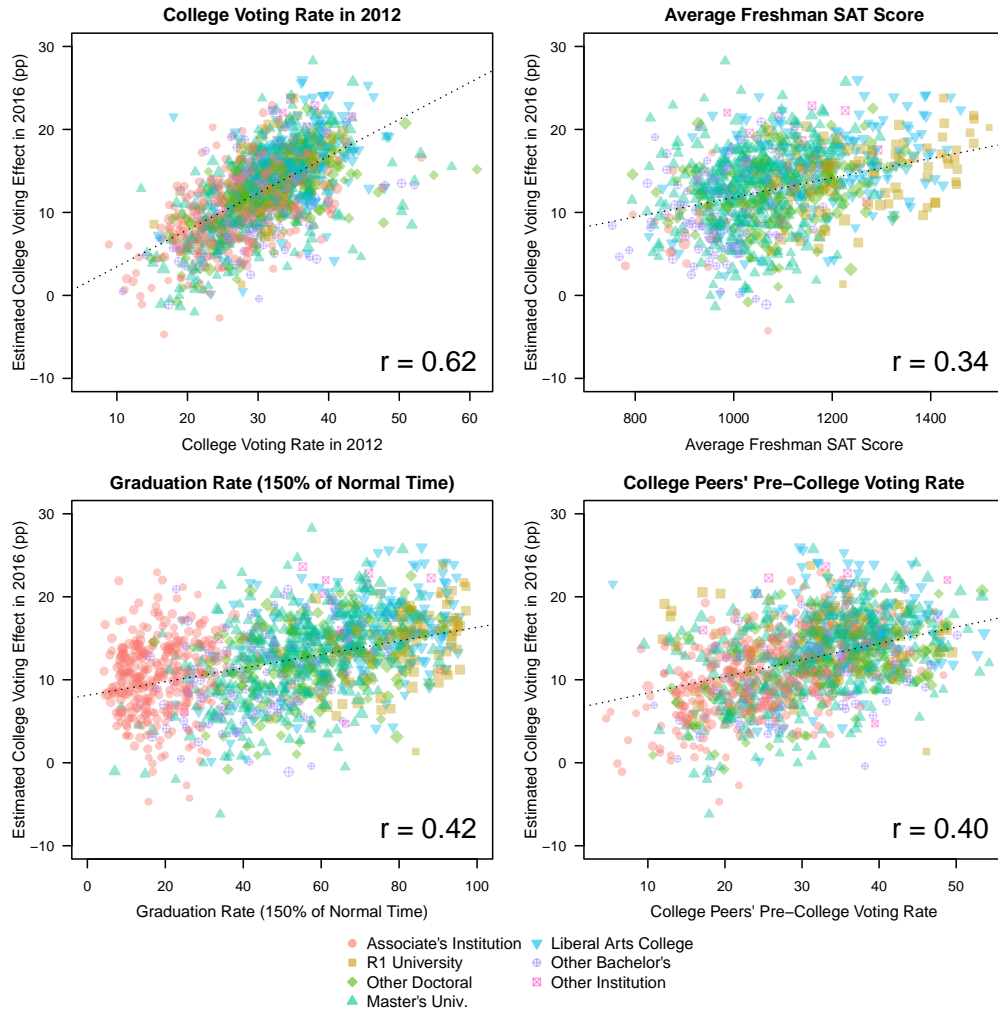 College Voting Rate in 2012
Estimated College Voting Effect in 2016 (pp)
30
20
10
0
−10
r = 0.62
10 20 30 40 50 60
College Voting Rate in 2012
Average Freshman SAT Score
Estimated College Voting Effect in 2016 (pp)
30
20
10
0
−10
r = 0.34
800 1000 1200 1400
Average Freshman SAT Score
Graduation Rate (150% of Normal Time)
Estimated College Voting Effect in 2016 (pp)
30
20
10
0
−10
r = 0.42
0 20 40 60 80 100
Graduation Rate (150% of Normal Time)
College Peers' Pre−College Voting Rate
Estimated College Voting Effect in 2016 (pp)
30
20
10
0
−10
r = 0.40
10 20 30 40 50
College Peers' Pre−College Voting Rate
Associate's Institution
R1 University
Other Doctoral
Master's Univ.
Liberal Arts College
Other Bachelor's
Other Institution